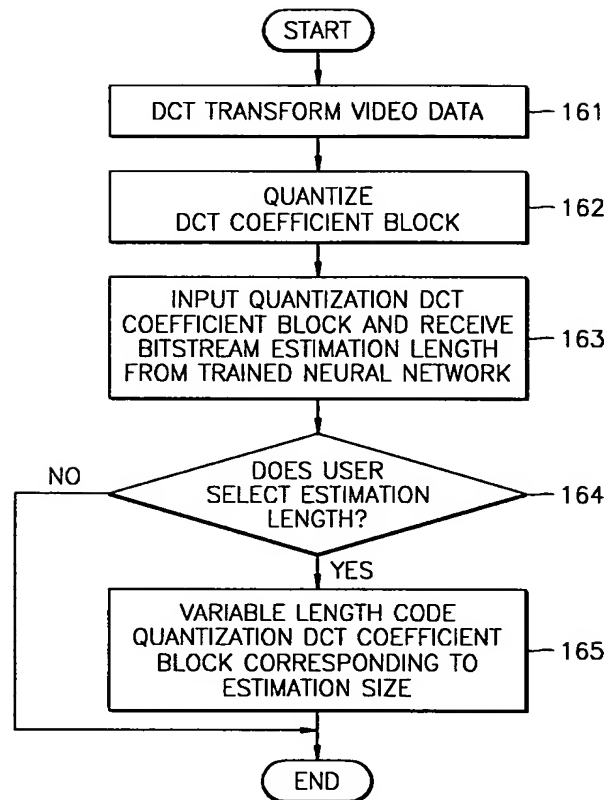 START
DCT TRANSFORM VIDEO DATA
161
QUANTIZE
DCT COEFFICIENT BLOCK
162
INPUT QUANTIZATION DCT
COEFFICIENT BLOCK AND RECEIVE
BITSTREAM ESTIMATION LENGTH
FROM TRAINED NEURAL NETWORK
163
NO
DOES USER
SELECT ESTIMATION
LENGTH?
164
YES
VARIABLE LENGTH CODE
QUANTIZATION DCT COEFFICIENT
BLOCK CORRESPONDING TO
ESTIMATION SIZE
165
END